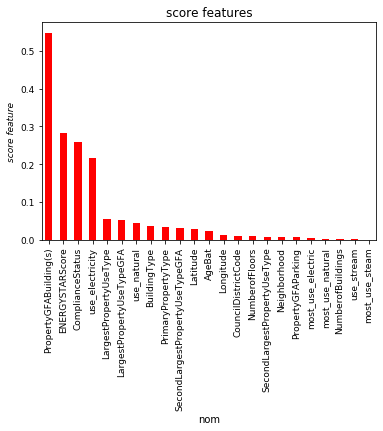 score features
score feature
0.5
0.4
0.3
0.2
0.1
0.0
PropertyGFABuilding(s)
ENERGYSTARScore
ComplianceStatus
use_electricity
LargestPropertyUseType
LargestPropertyUseTypeGFA
use_natural
BuildingType
PrimaryPropertyType
SecondLargestPropertyUseTypeGFA
Latitude
AgeBat
Longitude
CouncilDistrictCode
NumberofFloors
SecondLargestPropertyUseType
Neighborhood
PropertyGFAParking
most_use_electric
most_use_natural
NumberofBuildings
use_stream
most_use_steam
nom